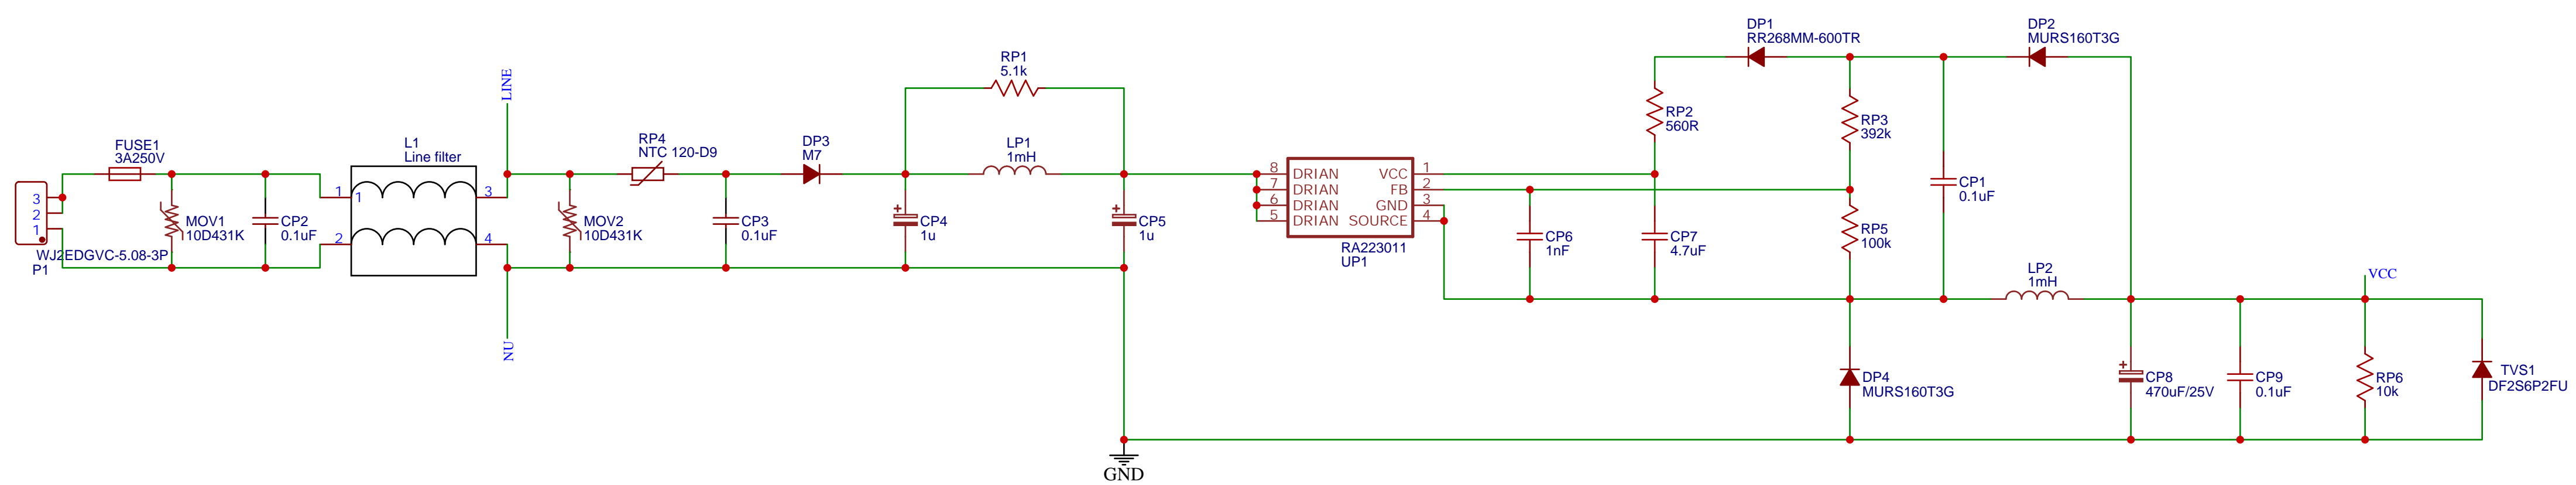 3
2
1
WJ2EDGVC-5.08-3P
P1
FUSE1
3A250V
MOV1
10D431K
CP2
0.1uF
L1
Line filter
1
1
3
2
4
LINE
NU
MOV2
10D431K
RP4
NTC 120-D9
CP3
0.1uF
DP3
M7
RP1
5.1k
LP1
1mH
CP4
1u
CP5
1u
GND
8 DRIAN VCC 1
7 DRIAN FB 2
6 DRIAN GND 3
5 DRIAN SOURCE 4
RA223011
UP1
CP6
1nF
CP7
4.7uF
RP2
560R
DP1
RR268MM-600TR
RP3
392k
RP5
100k
CP1
0.1uF
DP2
MURS160T3G
DP4
MURS160T3G
LP2
1mH
CP8
470uF/25V
CP9
0.1uF
VCC
RP6
10k
TVS1
DF2S6P2FU